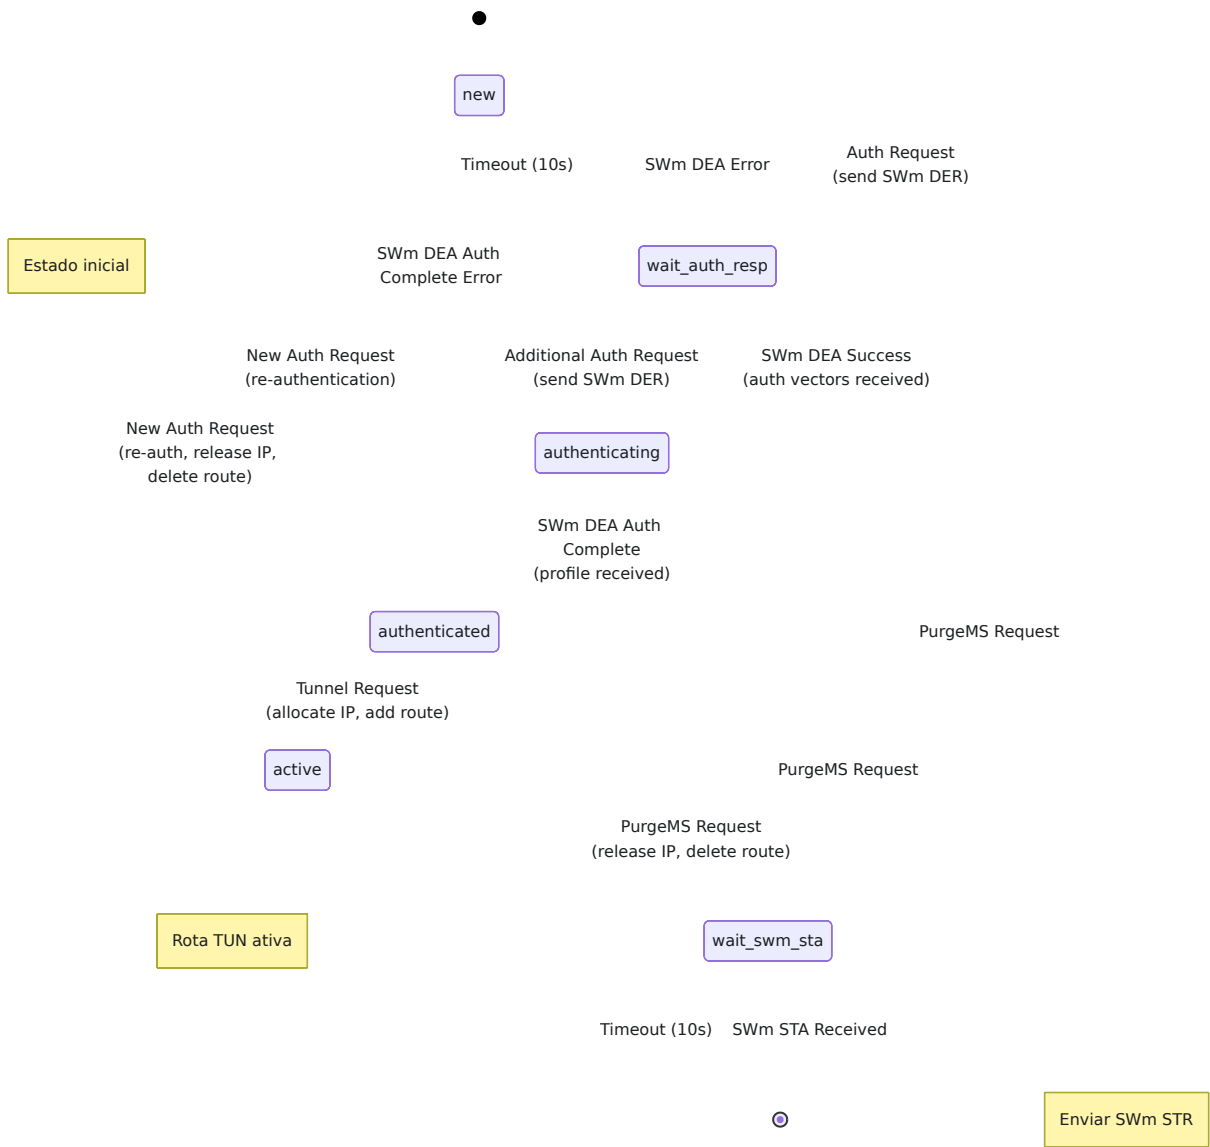 new
Timeout (10s)
SWm DEA Error
Auth Request
(send SWm DER)
Estado inicial
SWm DEA Auth
Complete Error
wait_auth_resp
New Auth Request
(re-authentication)
Additional Auth Request
(send SWm DER)
SWm DEA Success
(auth vectors received)
New Auth Request
(re-auth, release IP,
delete route)
authenticating
SWm DEA Auth
Complete
(profile received)
authenticated
PurgeMS Request
Tunnel Request
(allocate IP, add route)
active
PurgeMS Request
PurgeMS Request
(release IP, delete route)
Rota TUN ativa
wait_swm_sta
Timeout (10s)
SWm STA Received
Enviar SWm STR